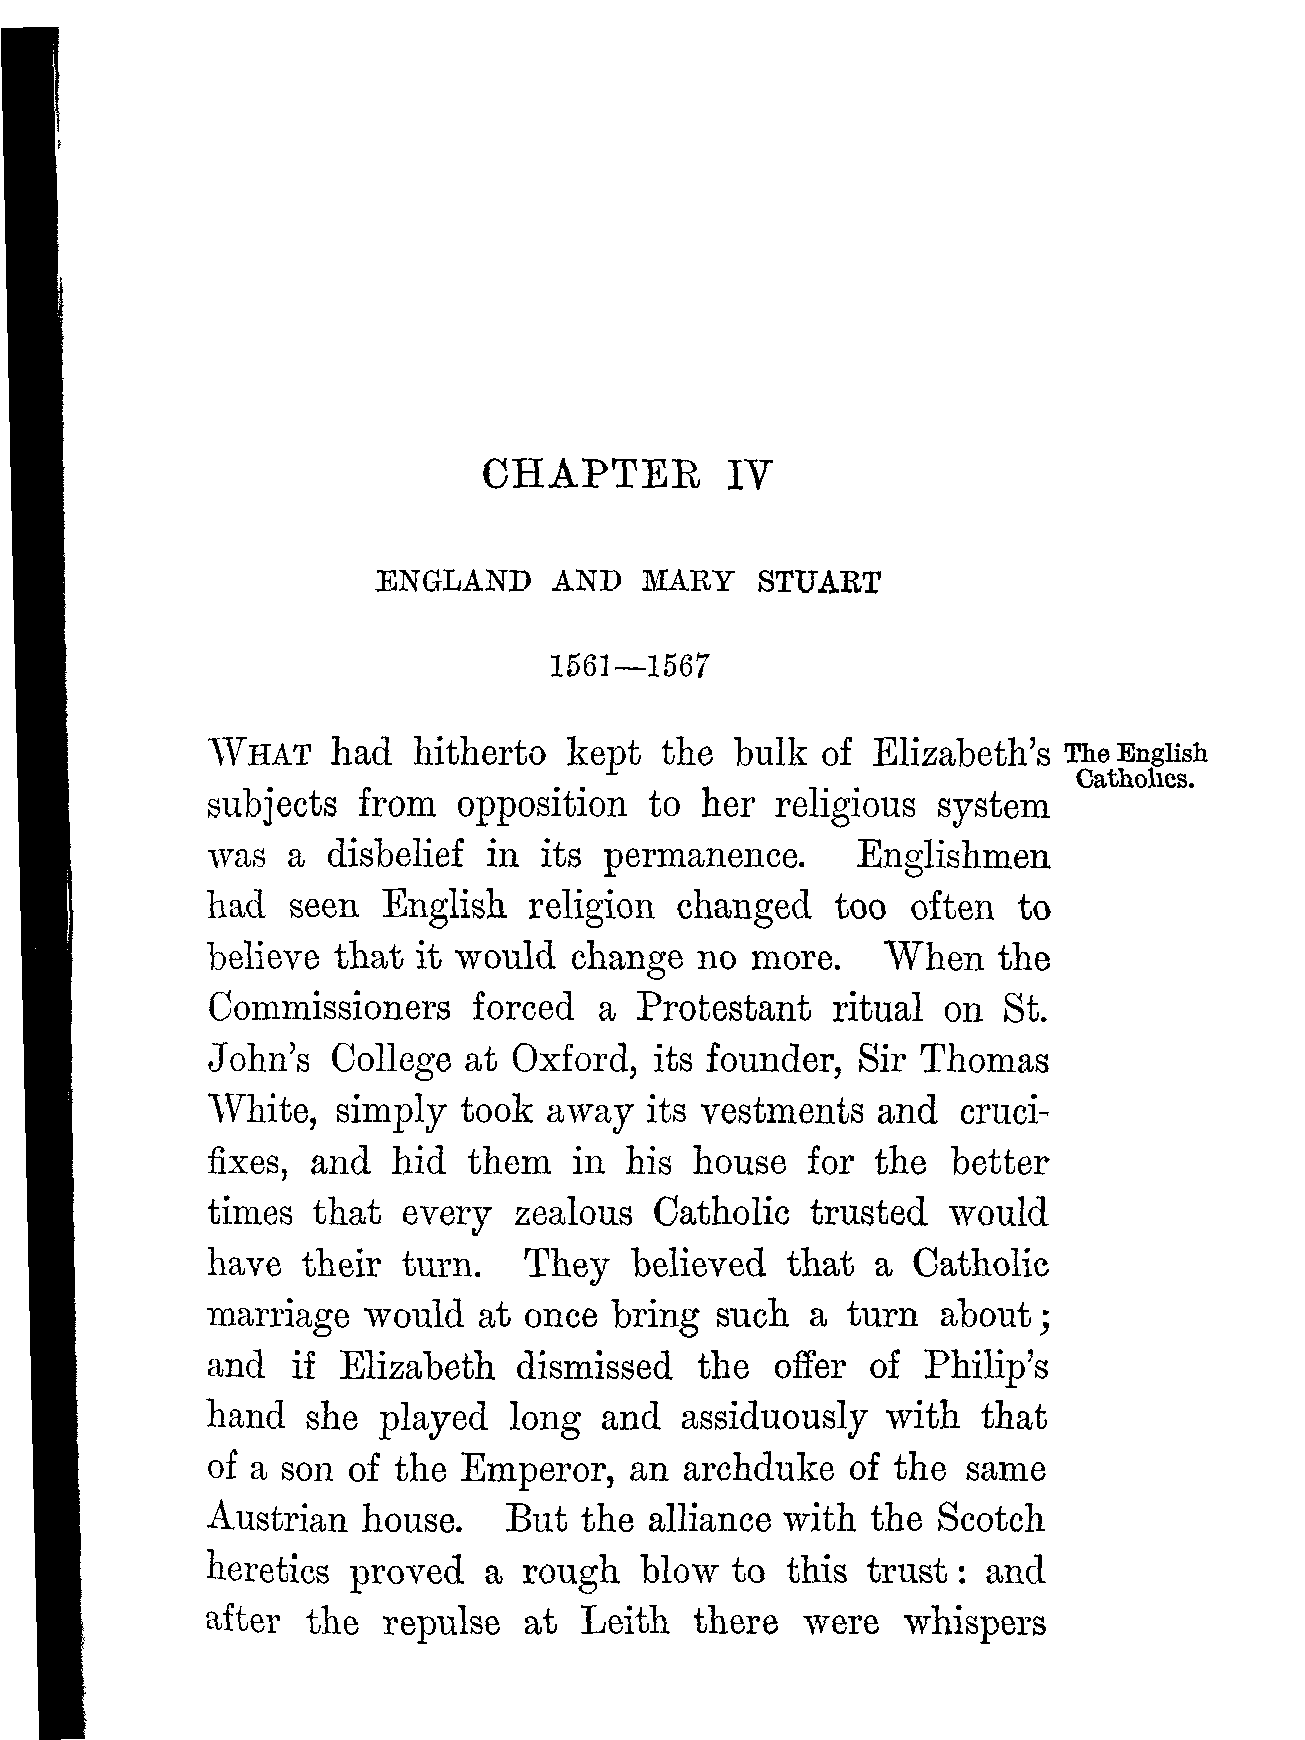 CHAPTER IV
ENGLAND AND MARY STUART
1561—1567
WHAT had hitherto kept the bulk of Elizabeth's
The English
Catholics.
subjects from opposition to her religious system
was a disbelief in its permanence. Englishmen
had seen English religion changed too often to
believe that it would change no more. When the
Commissioners forced a Protestant ritual on St.
John's College at Oxford, its founder, Sir Thomas
White, simply took away its vestments and cruci-
fixes, and hid them in his house for the better
times that every zealous Catholic trusted would
have their turn. They believed that a Catholic
marriage would at once bring such a turn about;
and if Elizabeth dismissed the offer of Philip's
hand she played long and assiduously with that
of a son of the Emperor, an archduke of the same
Austrian house. But the alliance with the Scotch
heretics proved a rough blow to this trust: and
after the repulse at Leith there were whispers